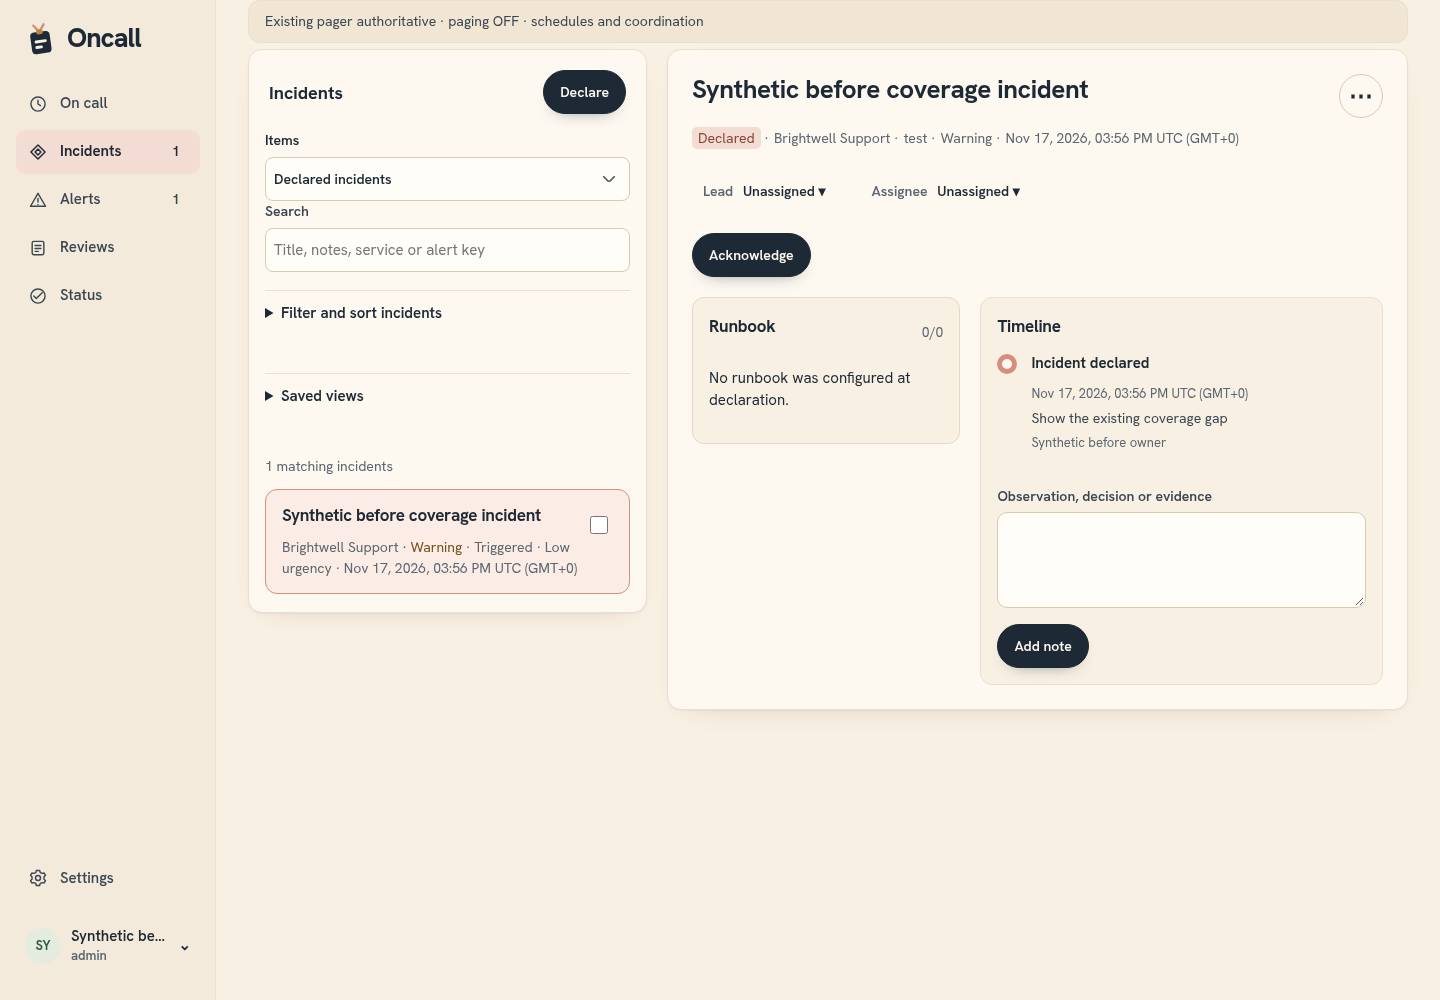 Oncall
On call
Incidents 1
Alerts 1
Reviews
Status
Settings
SY
Synthetic be...
admin
Existing pager authoritative · paging OFF · schedules and coordination
Incidents
Declare
Items
Declared incidents
Search
Title, notes, service or alert key
Filter and sort incidents
Saved views
1 matching incidents
Synthetic before coverage incident
Brightwell Support · Warning · Triggered · Low
urgency · Nov 17, 2026, 03:56 PM UTC (GMT+0)
Synthetic before coverage incident
Declared · Brightwell Support · test · Warning · Nov 17, 2026, 03:56 PM UTC (GMT+0)
Lead Unassigned ▾ Assignee Unassigned ▾
Acknowledge
Runbook
0/0
No runbook was configured at
declaration.
Timeline
Incident declared
Nov 17, 2026, 03:56 PM UTC (GMT+0)
Show the existing coverage gap
Synthetic before owner
Observation, decision or evidence
Add note